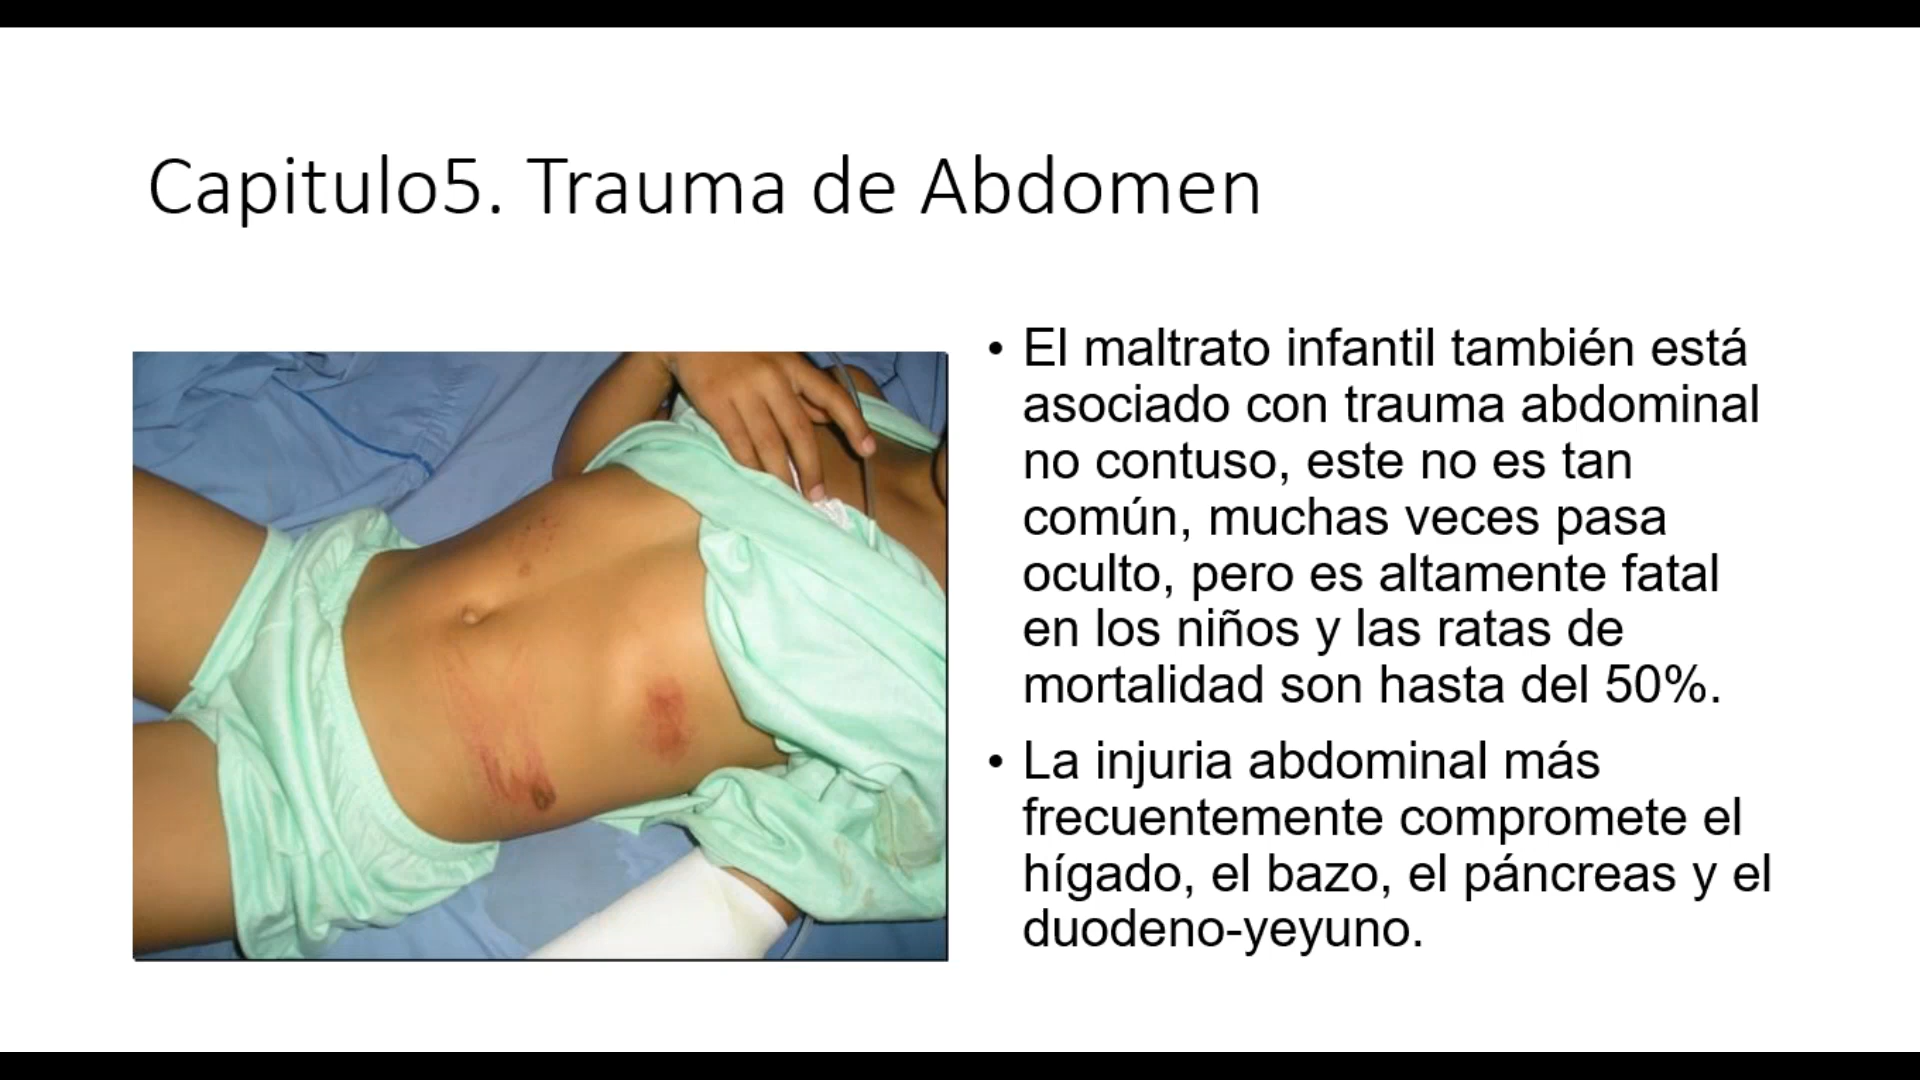 Capitulo5. Trauma de Abdomen
• El maltrato infantil también está
asociado con trauma abdominal
no contuso, este no es tan
común, muchas veces pasa
oculto, pero es altamente fatal
en los niños y las ratas de
mortalidad son hasta del 50%.
• La injuria abdominal más
frecuentemente compromete el
hígado, el bazo, el páncreas y el
duodeno-yeyuno.